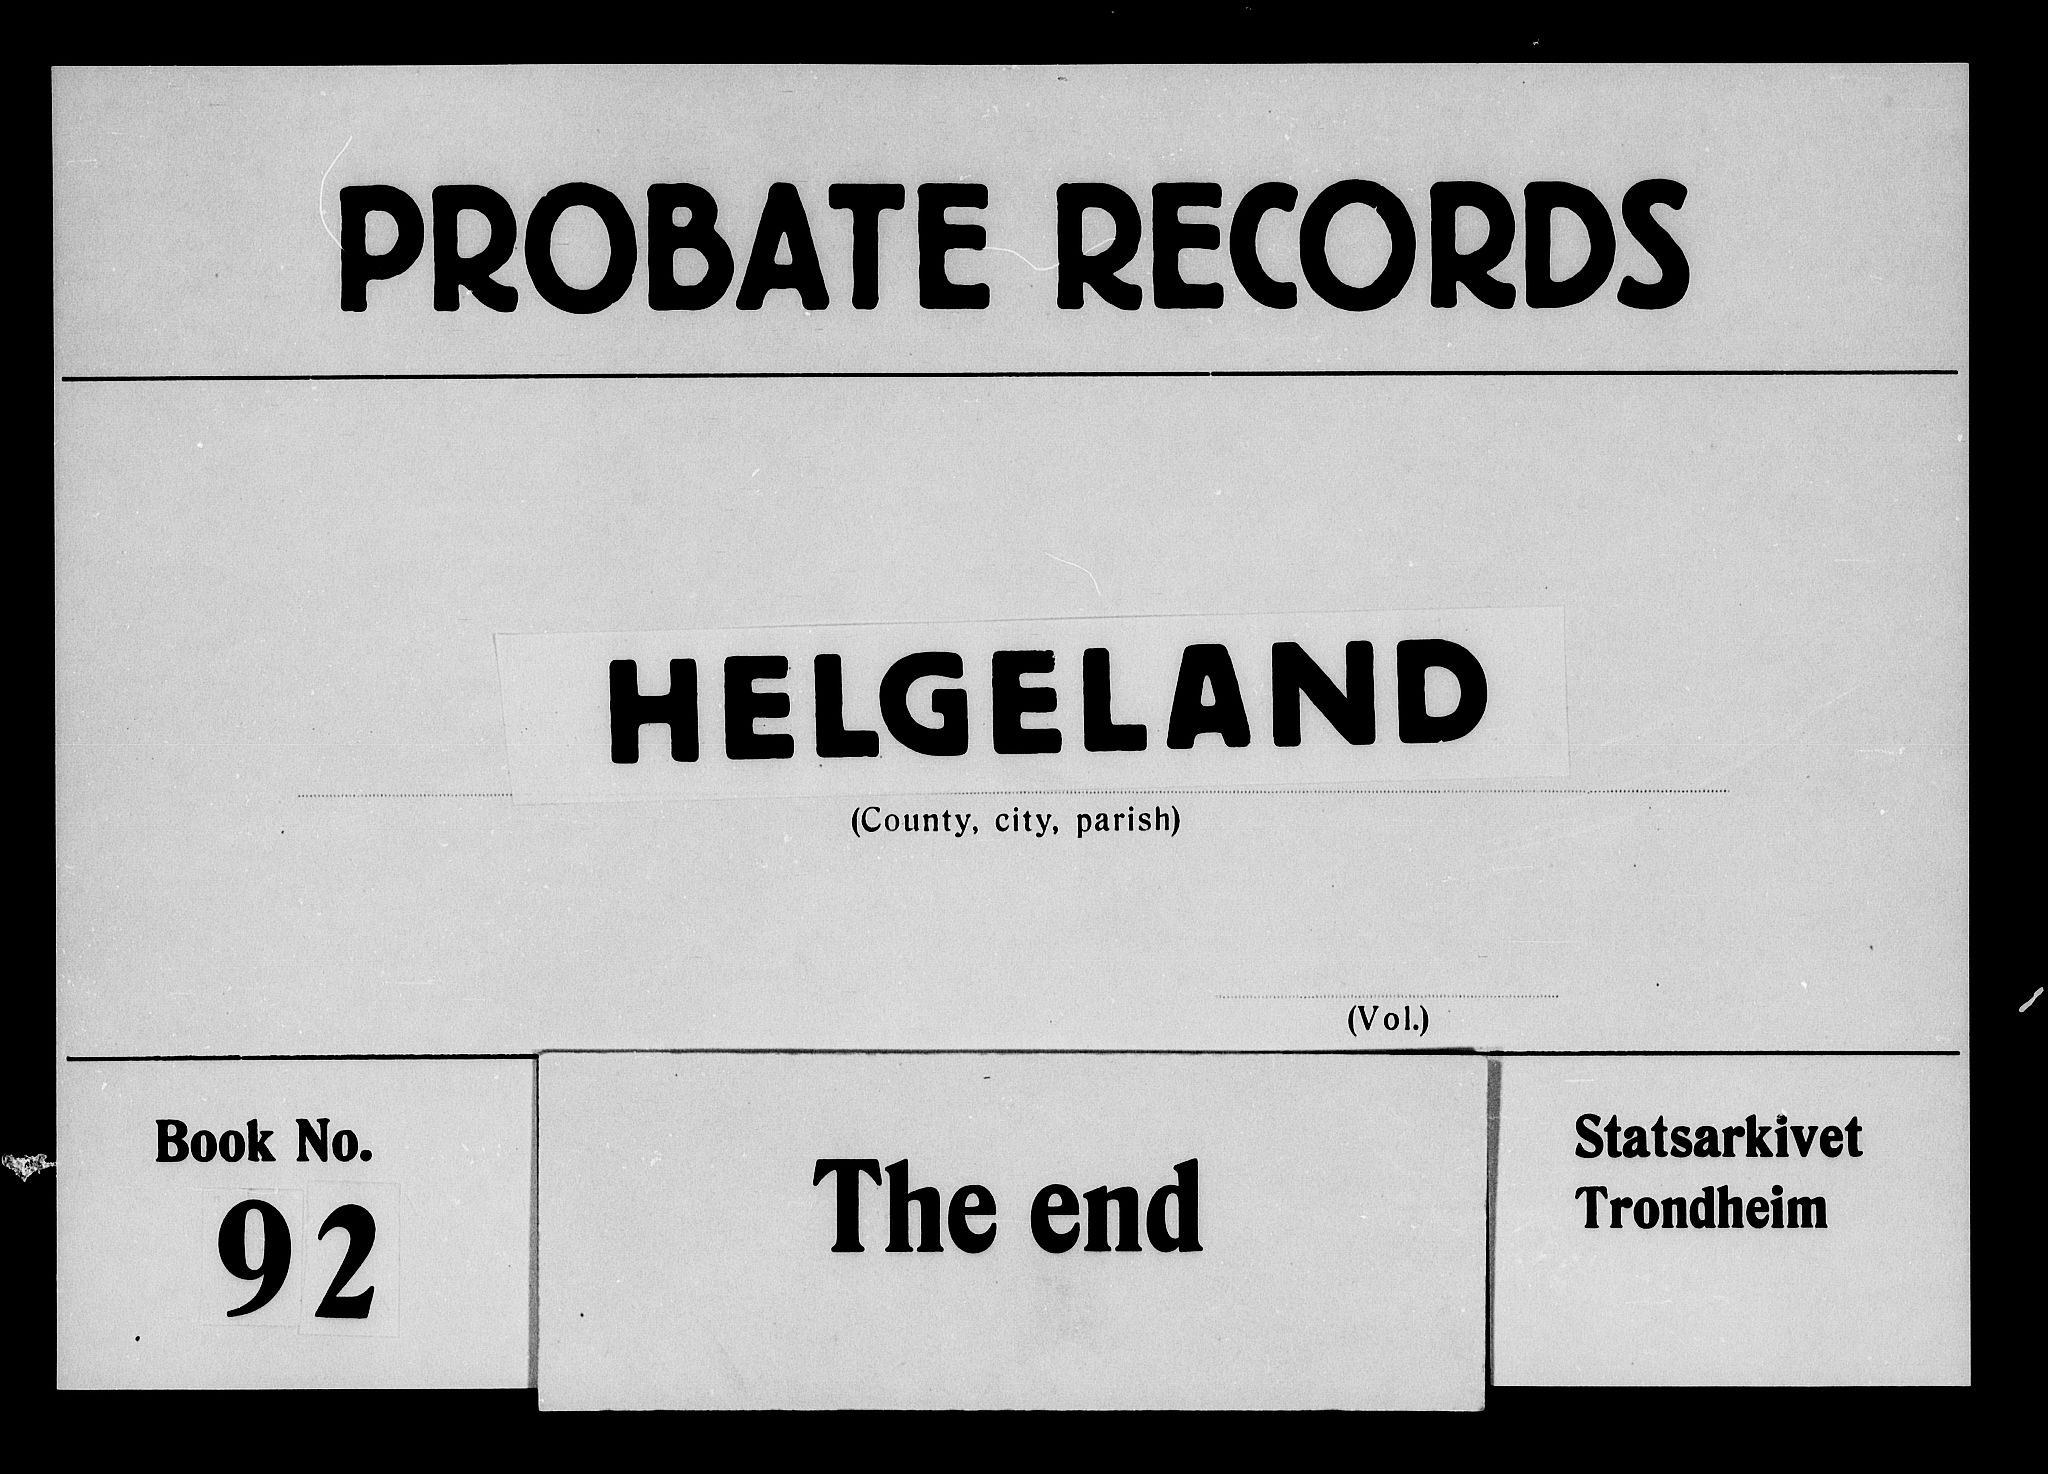 PROBATE RECORDS
HELGELAND
(County, city, parish)
(Vol.)
Book No.
92
The end
Statsarkivet
Trondheim